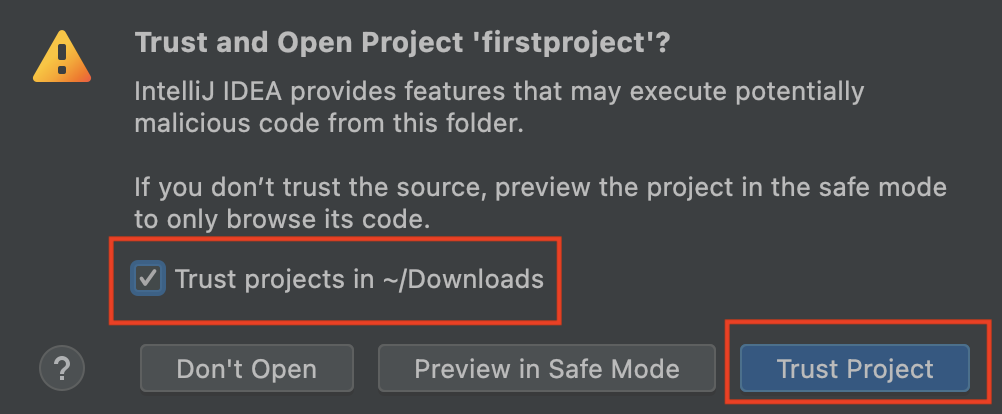 Trust and Open Project 'firstproject'?
IntelliJ IDEA provides features that may execute potentially
malicious code from this folder.
If you don’t trust the source, preview the project in the safe mode
to only browse its code.
Trust projects in ~/Downloads
?
Don't Open
Preview in Safe Mode
Trust Project